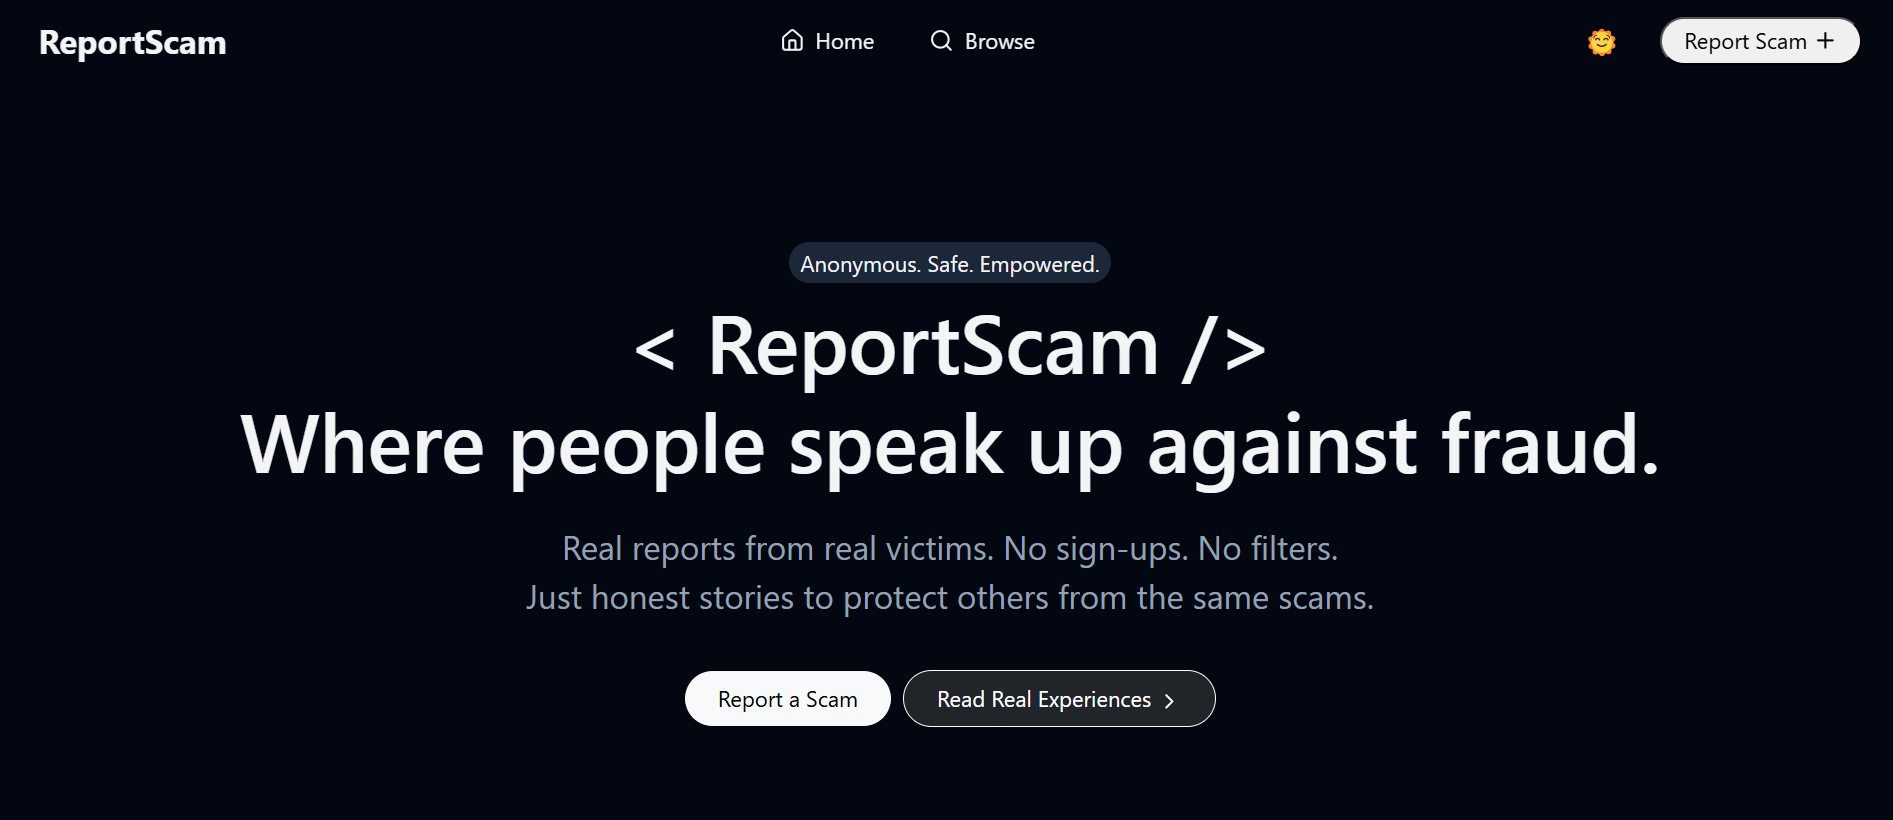 ReportScam
Home
Browse
Report Scam +
Anonymous. Safe. Empowered.
< ReportScam />
Where people speak up against fraud.
Real reports from real victims. No sign-ups. No filters.
Just honest stories to protect others from the same scams.
Report a Scam
Read Real Experiences >